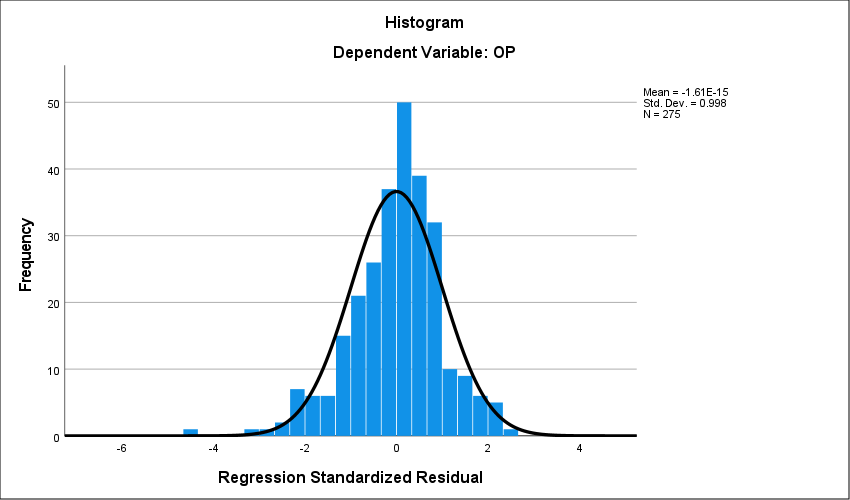 Histogram
Dependent Variable: OP
Mean = -1.61E-15
Std. Dev. = 0.998
N = 275
50
40
30
20
10
0
Frequency
-6
-4
-2
0
2
4
Regression Standardized Residual